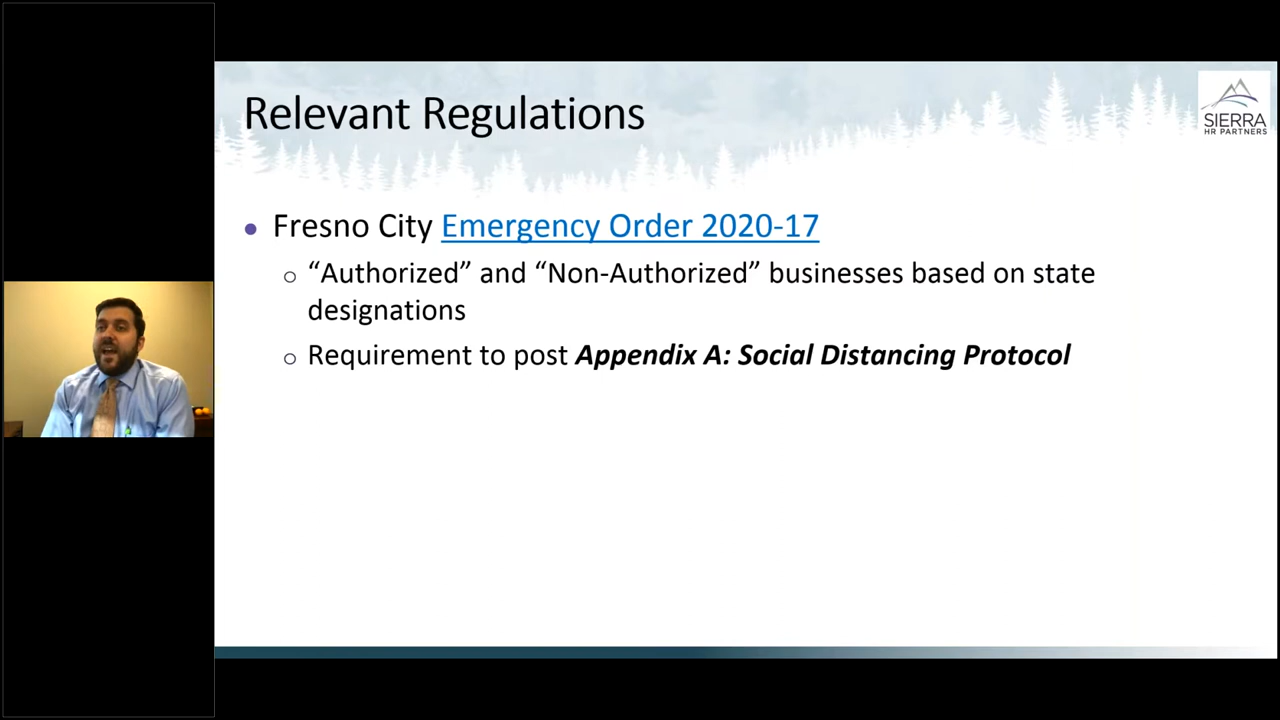 Relevant Regulations
SIERRA
HR PARTNERS
• Fresno City Emergency Order 2020-17
o “Authorized” and “Non-Authorized” businesses based on state
designations
o Requirement to post Appendix A: Social Distancing Protocol